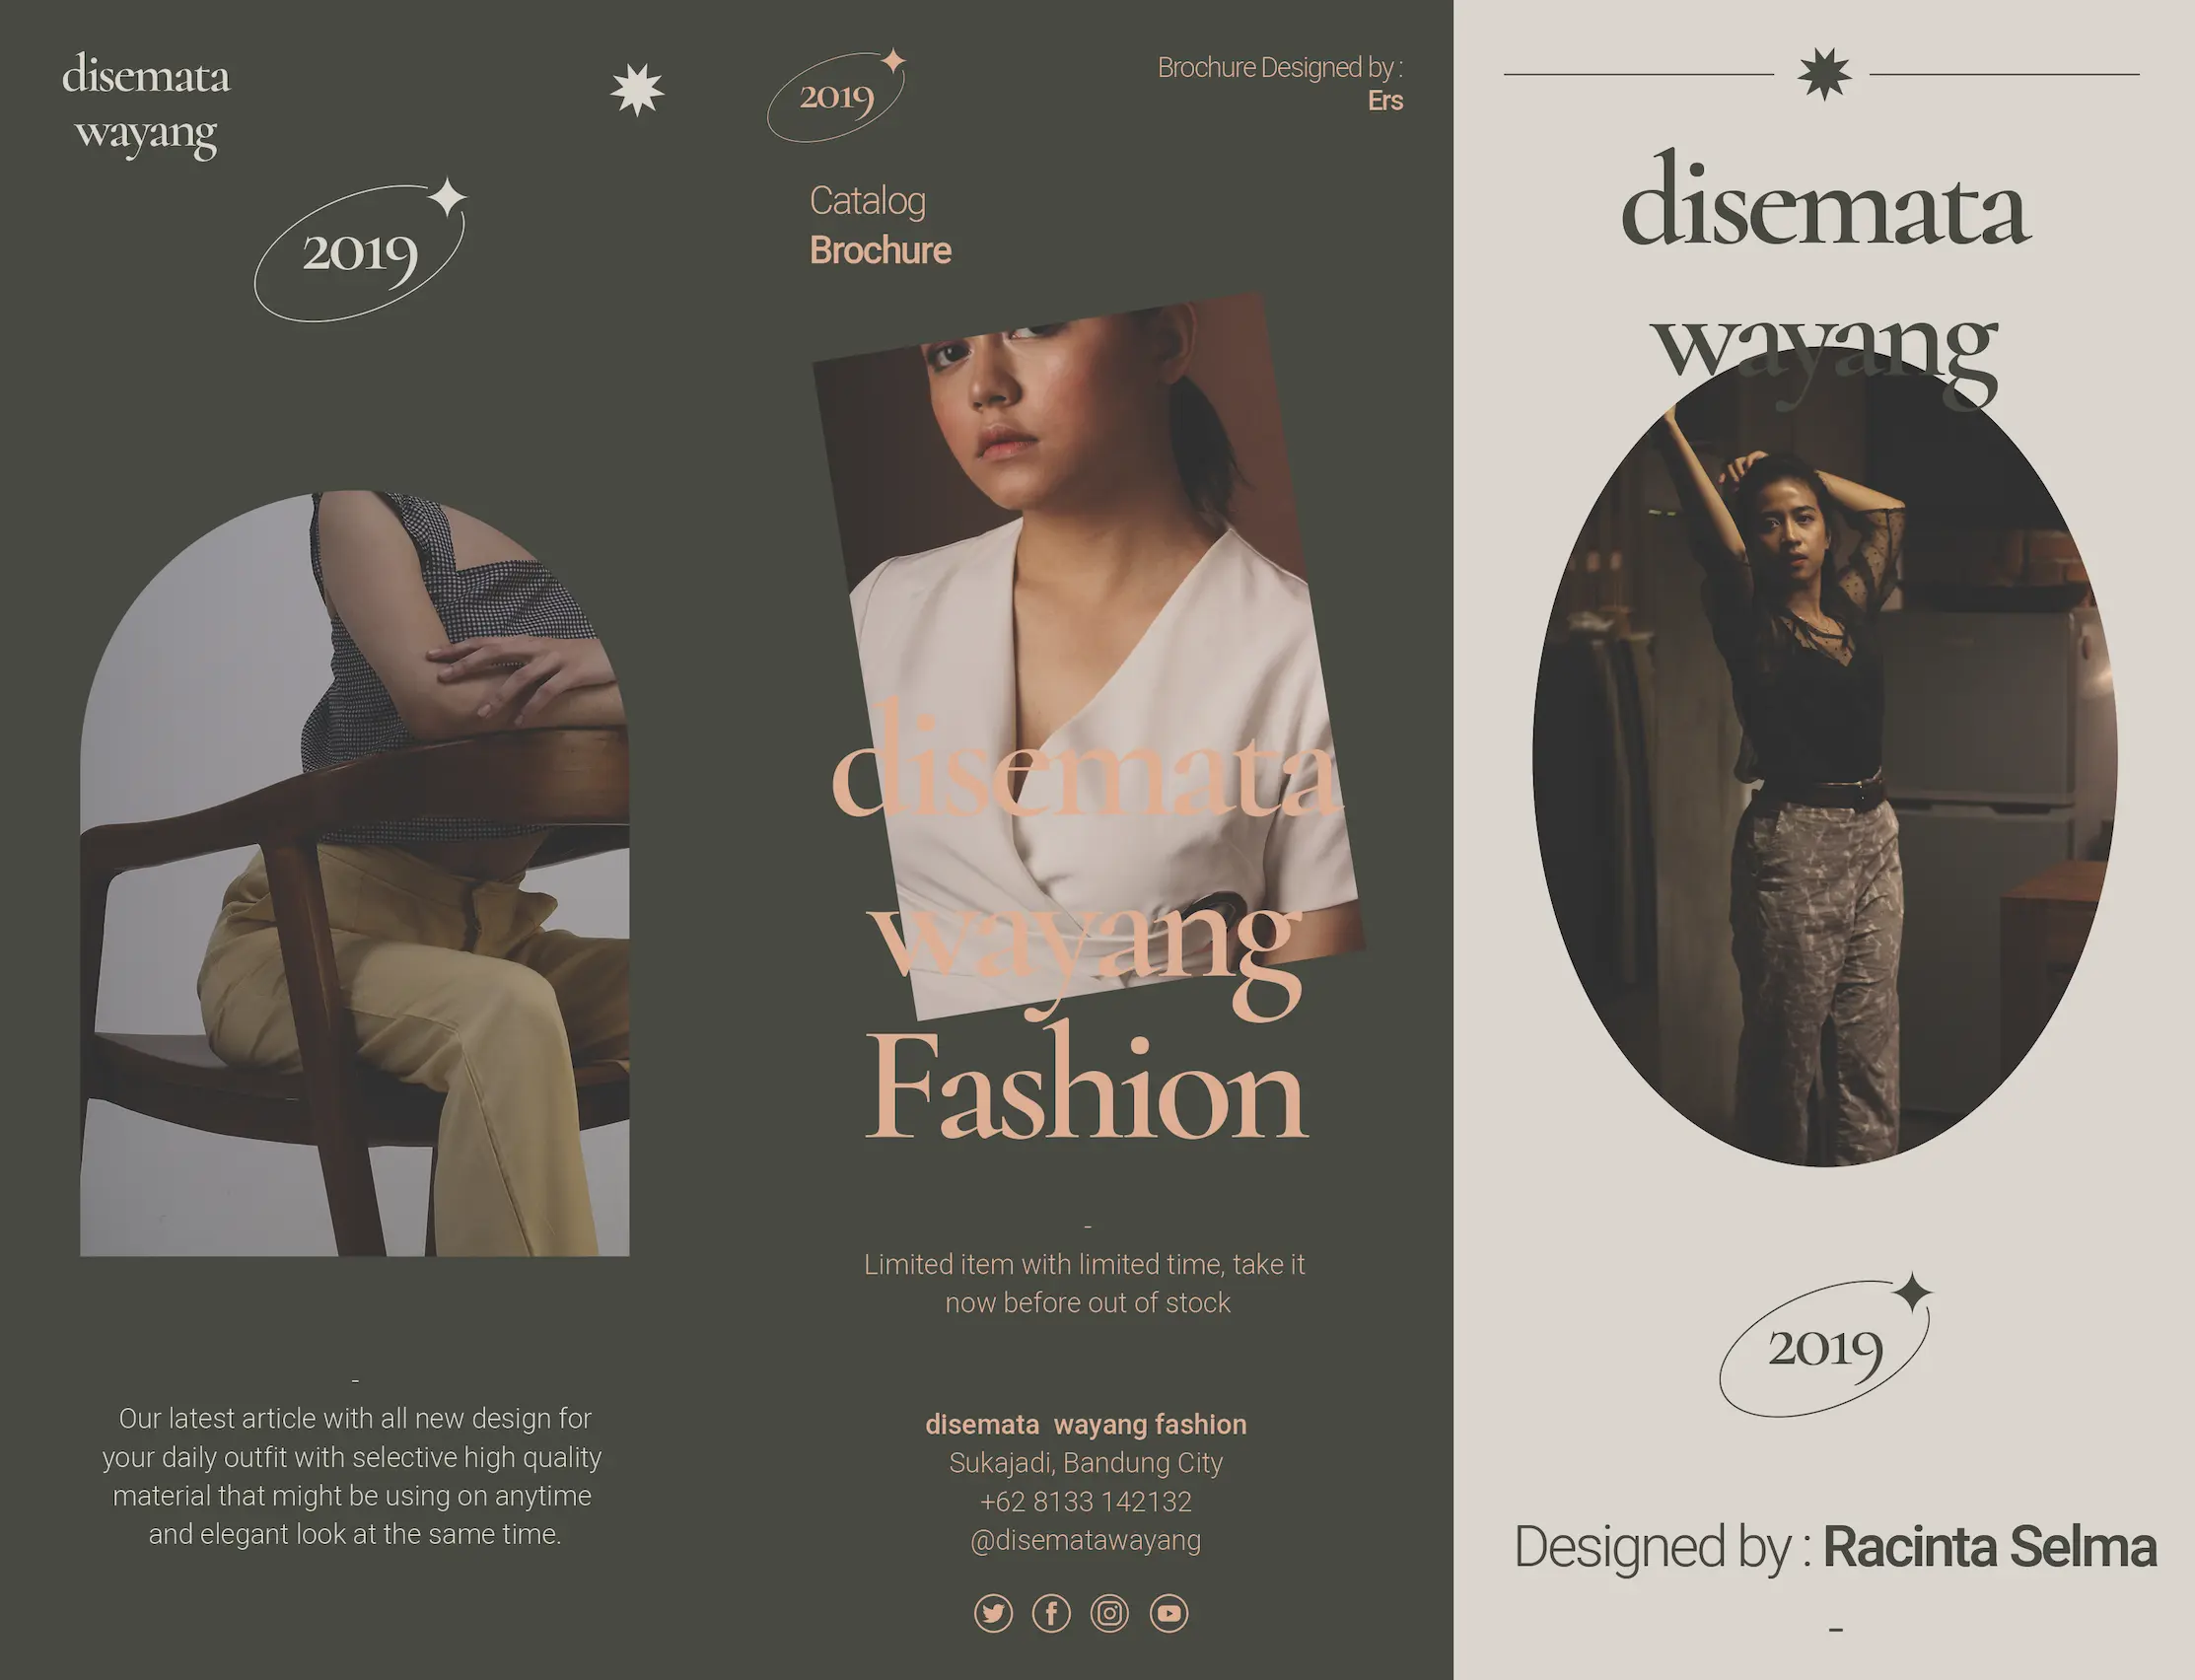 disemata
wayang
2019
-
Our latest article with all new design for
your daily outfit with selective high quality
material that might be using on anytime
and elegant look at the same time.
2019
Brochure Designed by :
Ers
Catalog
Brochure
disemata
wayang
Fashion
-
Limited item with limited time, take it
now before out of stock
disemata  wayang fashion
Sukajadi, Bandung City
+62 8133 142132
@disematawayang
disemata
wayang
2019
Designed by : Racinta Selma
-